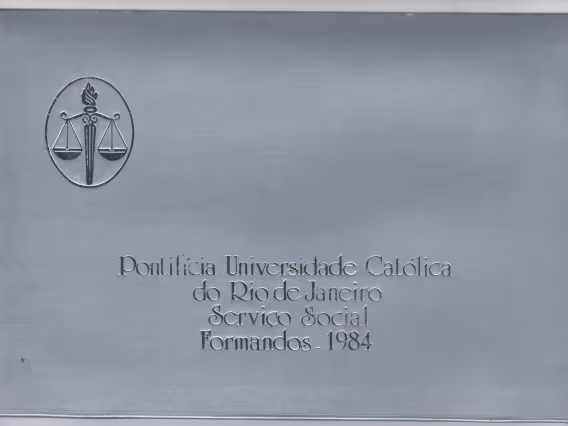 Pontifícia Universidade Católica
do Rio de Janeiro
Serviço Social
Formandos - 1984